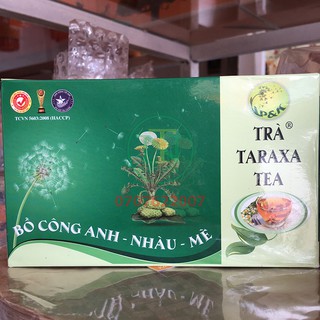 TCVN 5603:2008 (HACCP)
P&K
TRÀ®
TARAXA
TEA
BỒ CÔNG ANH - NHÀU - MÈ